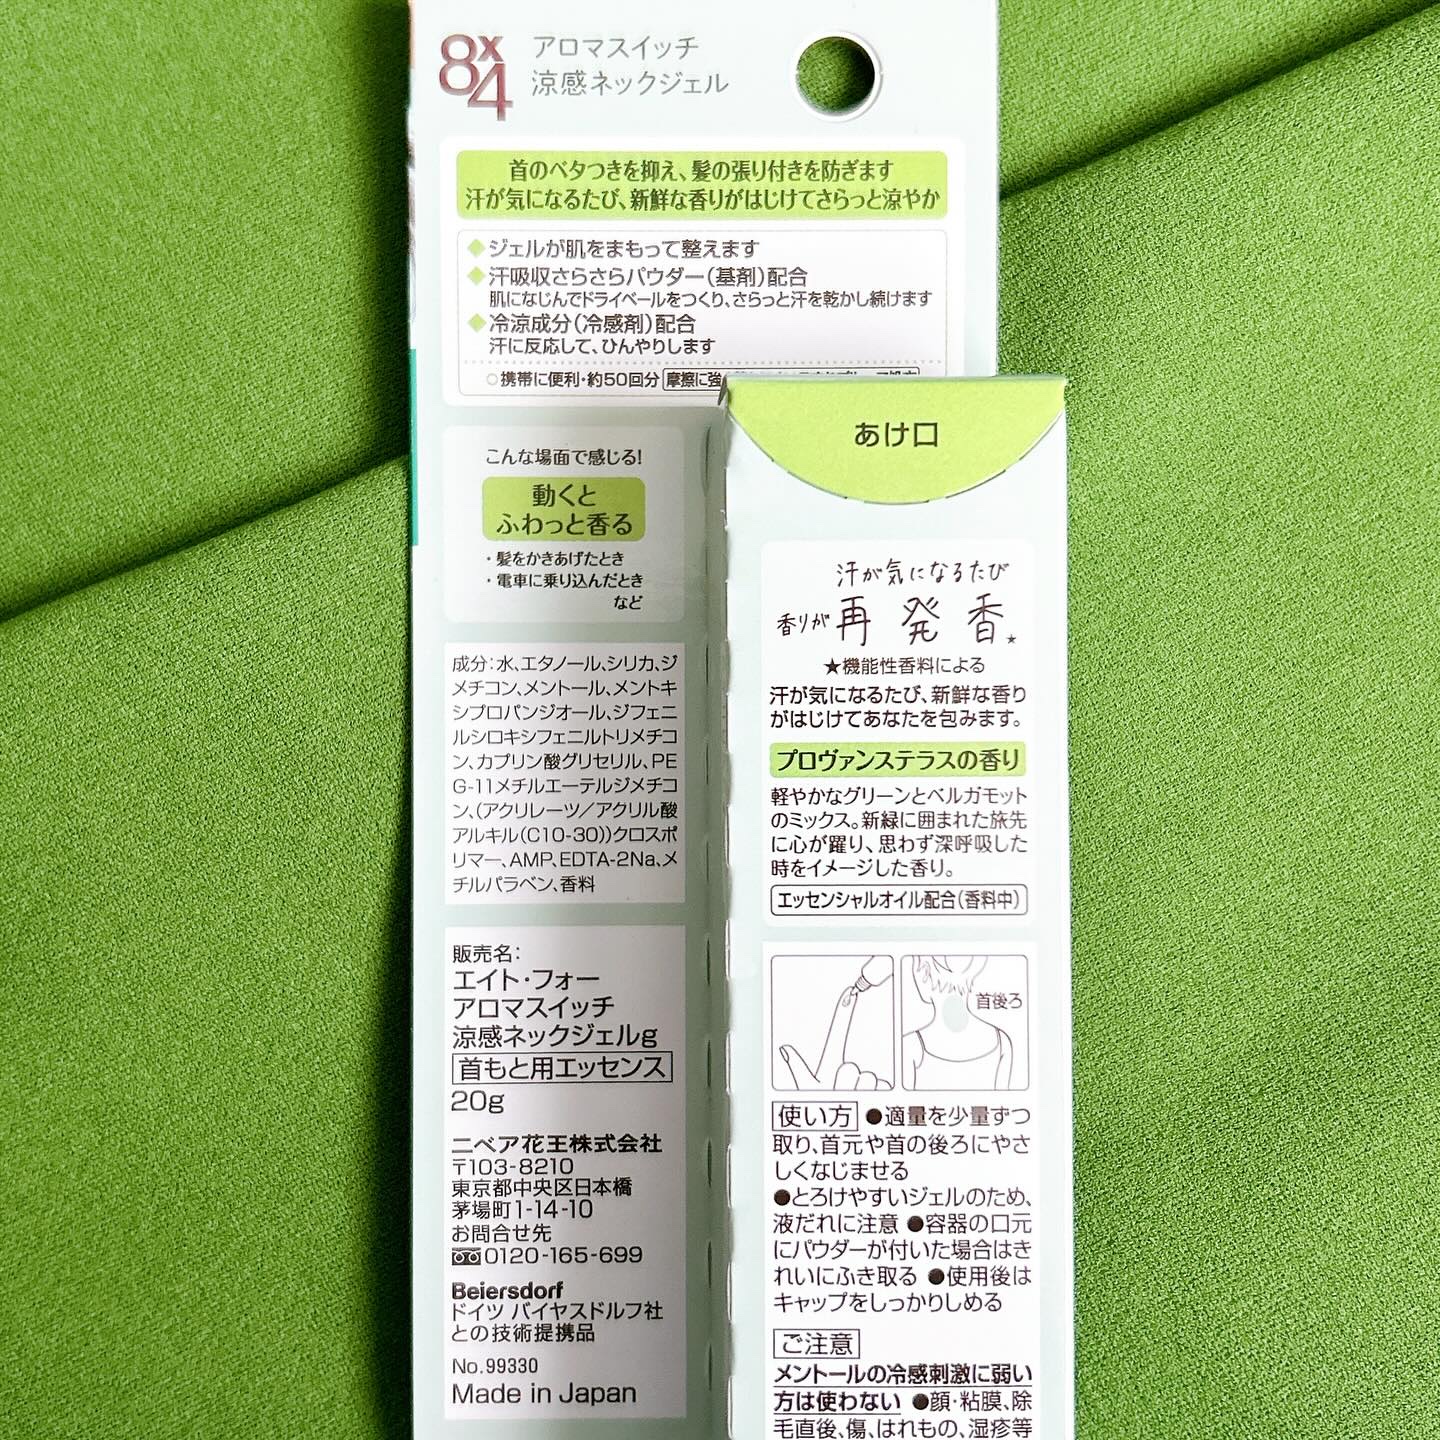 8x4
アロマスイッチ
涼感ネックジェル
首のベタつきを抑え、髪の張り付きを防ぎます
汗が気になるたび、新鮮な香りがはじけてさらっと涼やか
◆ジェルが肌をまもって整えます
◆汗吸収さらさらパウダー(基剤)配合
肌になじんでドライベールをつくり、さらっと汗を乾かし続けます
◆冷涼成分(冷感剤)配合
汗に反応して、ひんやりします
○携帯に便利・約50回分 摩擦に強
こんな場面で感じる!
動くと
ふわっと香る
・髪をかきあげたとき
・電車に乗り込んだとき
など
成分:水、エタノール、シリカ、ジ
メチコン、メントール、メントキ
シプロパンジオール、ジフェニ
ルシロキシフェニルトリメチコ
ン、カプリン酸グリセリル、PE
G-11メチルエーテルジメチコ
ン、(アクリレーツ/アクリル酸
アルキル(C10-30))クロスポ
リマー、AMP、EDTA-2Na、メ
チルパラベン、香料
販売名:
エイト・フォー
アロマスイッチ
涼感ネックジェルg
首もと用エッセンス
20g
ニベア花王株式会社
〒103-8210
東京都中央区日本橋
茅場町1-14-10
お問合せ先
0120-165-699
Beiersdorf
ドイツ バイヤスドルフ社
との技術提携品
No.99330
Made in Japan
あけ口
汗が気になるたび
香りが再発香★
★機能性香料による
汗が気になるたび、新鮮な香り
がはじけてあなたを包みます。
プロヴァンステラスの香り
軽やかなグリーンとベルガモット
のミックス。新緑に囲まれた旅先
に心が躍り、思わず深呼吸した
時をイメージした香り。
エッセンシャルオイル配合(香料中)
首後ろ
使い方 ●適量を少量ずつ
取り、首元や首の後ろにやさ
しくなじませる
●とろけやすいジェルのため、
液だれに注意 ●容器の口元
にパウダーが付いた場合はき
れいにふき取る ●使用後は
キャップをしっかりしめる
ご注意
メントールの冷感刺激に弱い
方は使わない ●顔・粘膜、除
毛直後、傷、はれもの、湿疹等